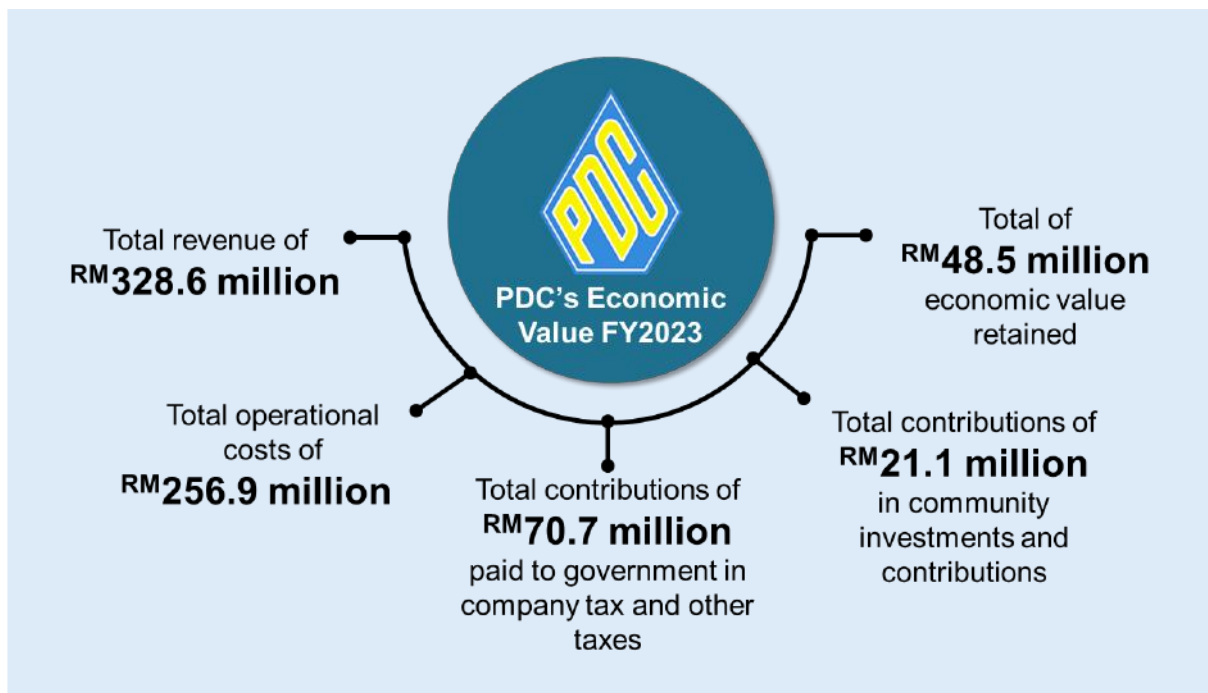 PDC
PDC's Economic
Value FY2023
Total revenue of
RM328.6 million
Total operational
costs of
RM256.9 million
Total contributions of
RM70.7 million
paid to government in
company tax and other
taxes
Total contributions of
RM21.1 million
in community
investments and
contributions
Total of
RM48.5 million
economic value
retained